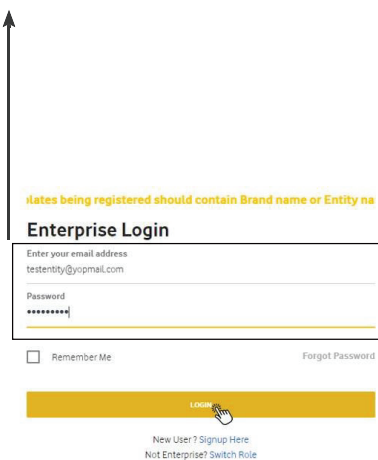 plates being registered should contain Brand name or Entity na
Enterprise Login
Enter your email address
testentity@yopmail.com
Password
•••••••••
Remember Me
Forgot Password
LOGIN
New User ? Signup Here
Not Enterprise? Switch Role